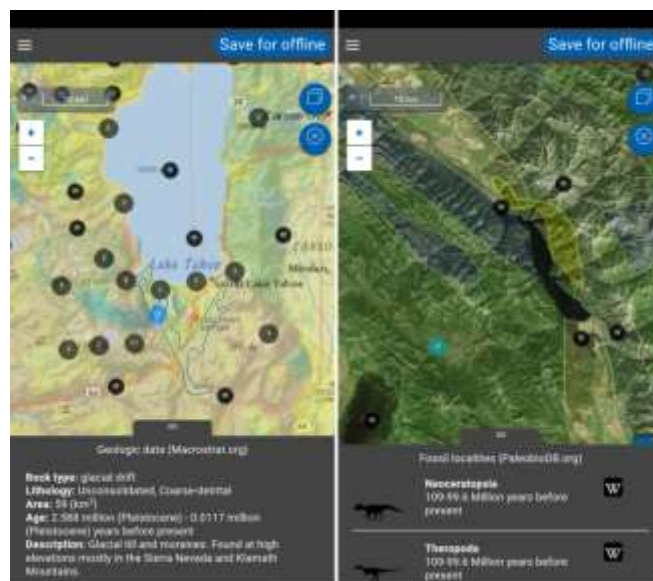 Save for offline
Lake Tahoe
Geologic data (Macrostrat.org)
Rock type: glacial drift
Lithology: Unconsolidated, Coarse-detrital
Area: 59 (km²)
Age: 2.588 million (Pleistocene) - 0.0117 million
(Pleistocene) years before present
Description: Glacial till and moraines. Found at high
elevations mostly in the Sierra Nevada and Klamath
Mountains.
Save for offline
Fossil localities (PaleobioDB.org)
Neoceratopsia
109-99.6 Million years before
present
W
Theropoda
109-99.6 Million years before
present
W